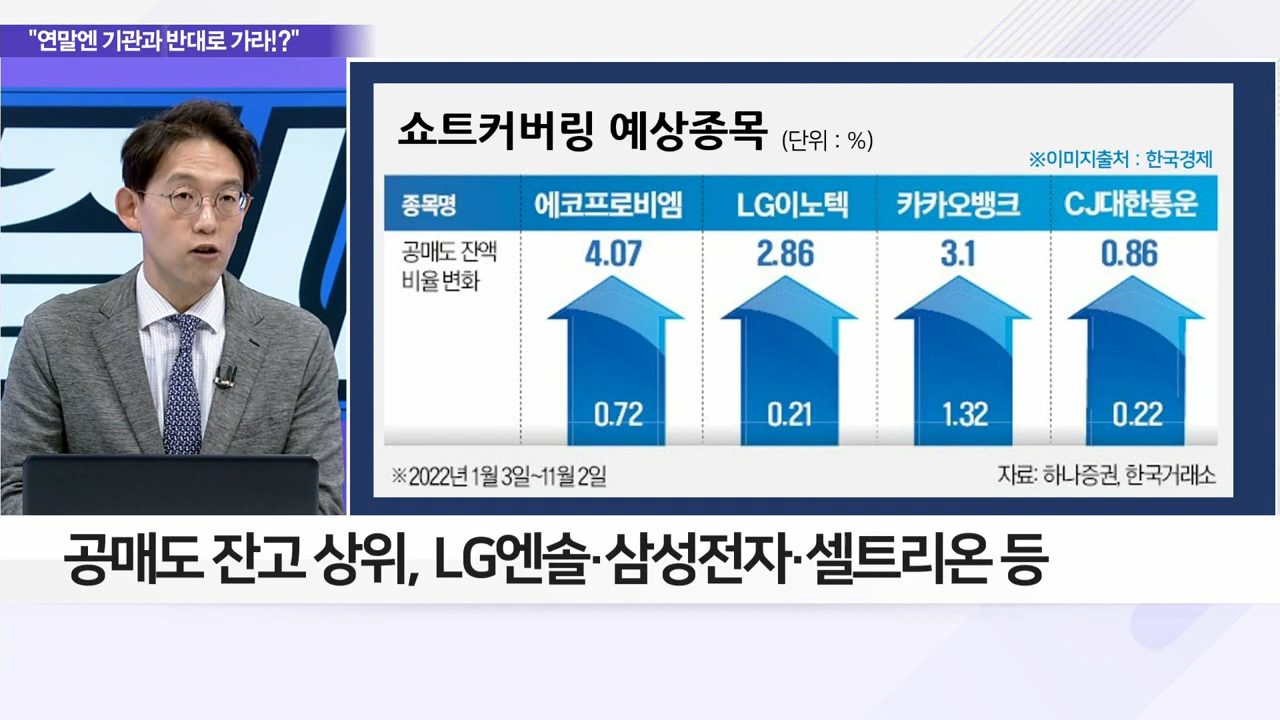 "연말엔 기관과 반대로 가라!?"
쇼트커버링 예상종목 (단위 : %)
※이미지출처 : 한국경제
종목명 에코프로비엠 LG이노텍 카카오뱅크 CJ대한통운
공매도 잔액 4.07 2.86 3.1 0.86
비율 변화
0.72 0.21 1.32 0.22
※2022년 1월 3일~11월 2일 자료: 하나증권, 한국거래소
공매도 잔고 상위, LG엔솔·삼성전자·셀트리온 등